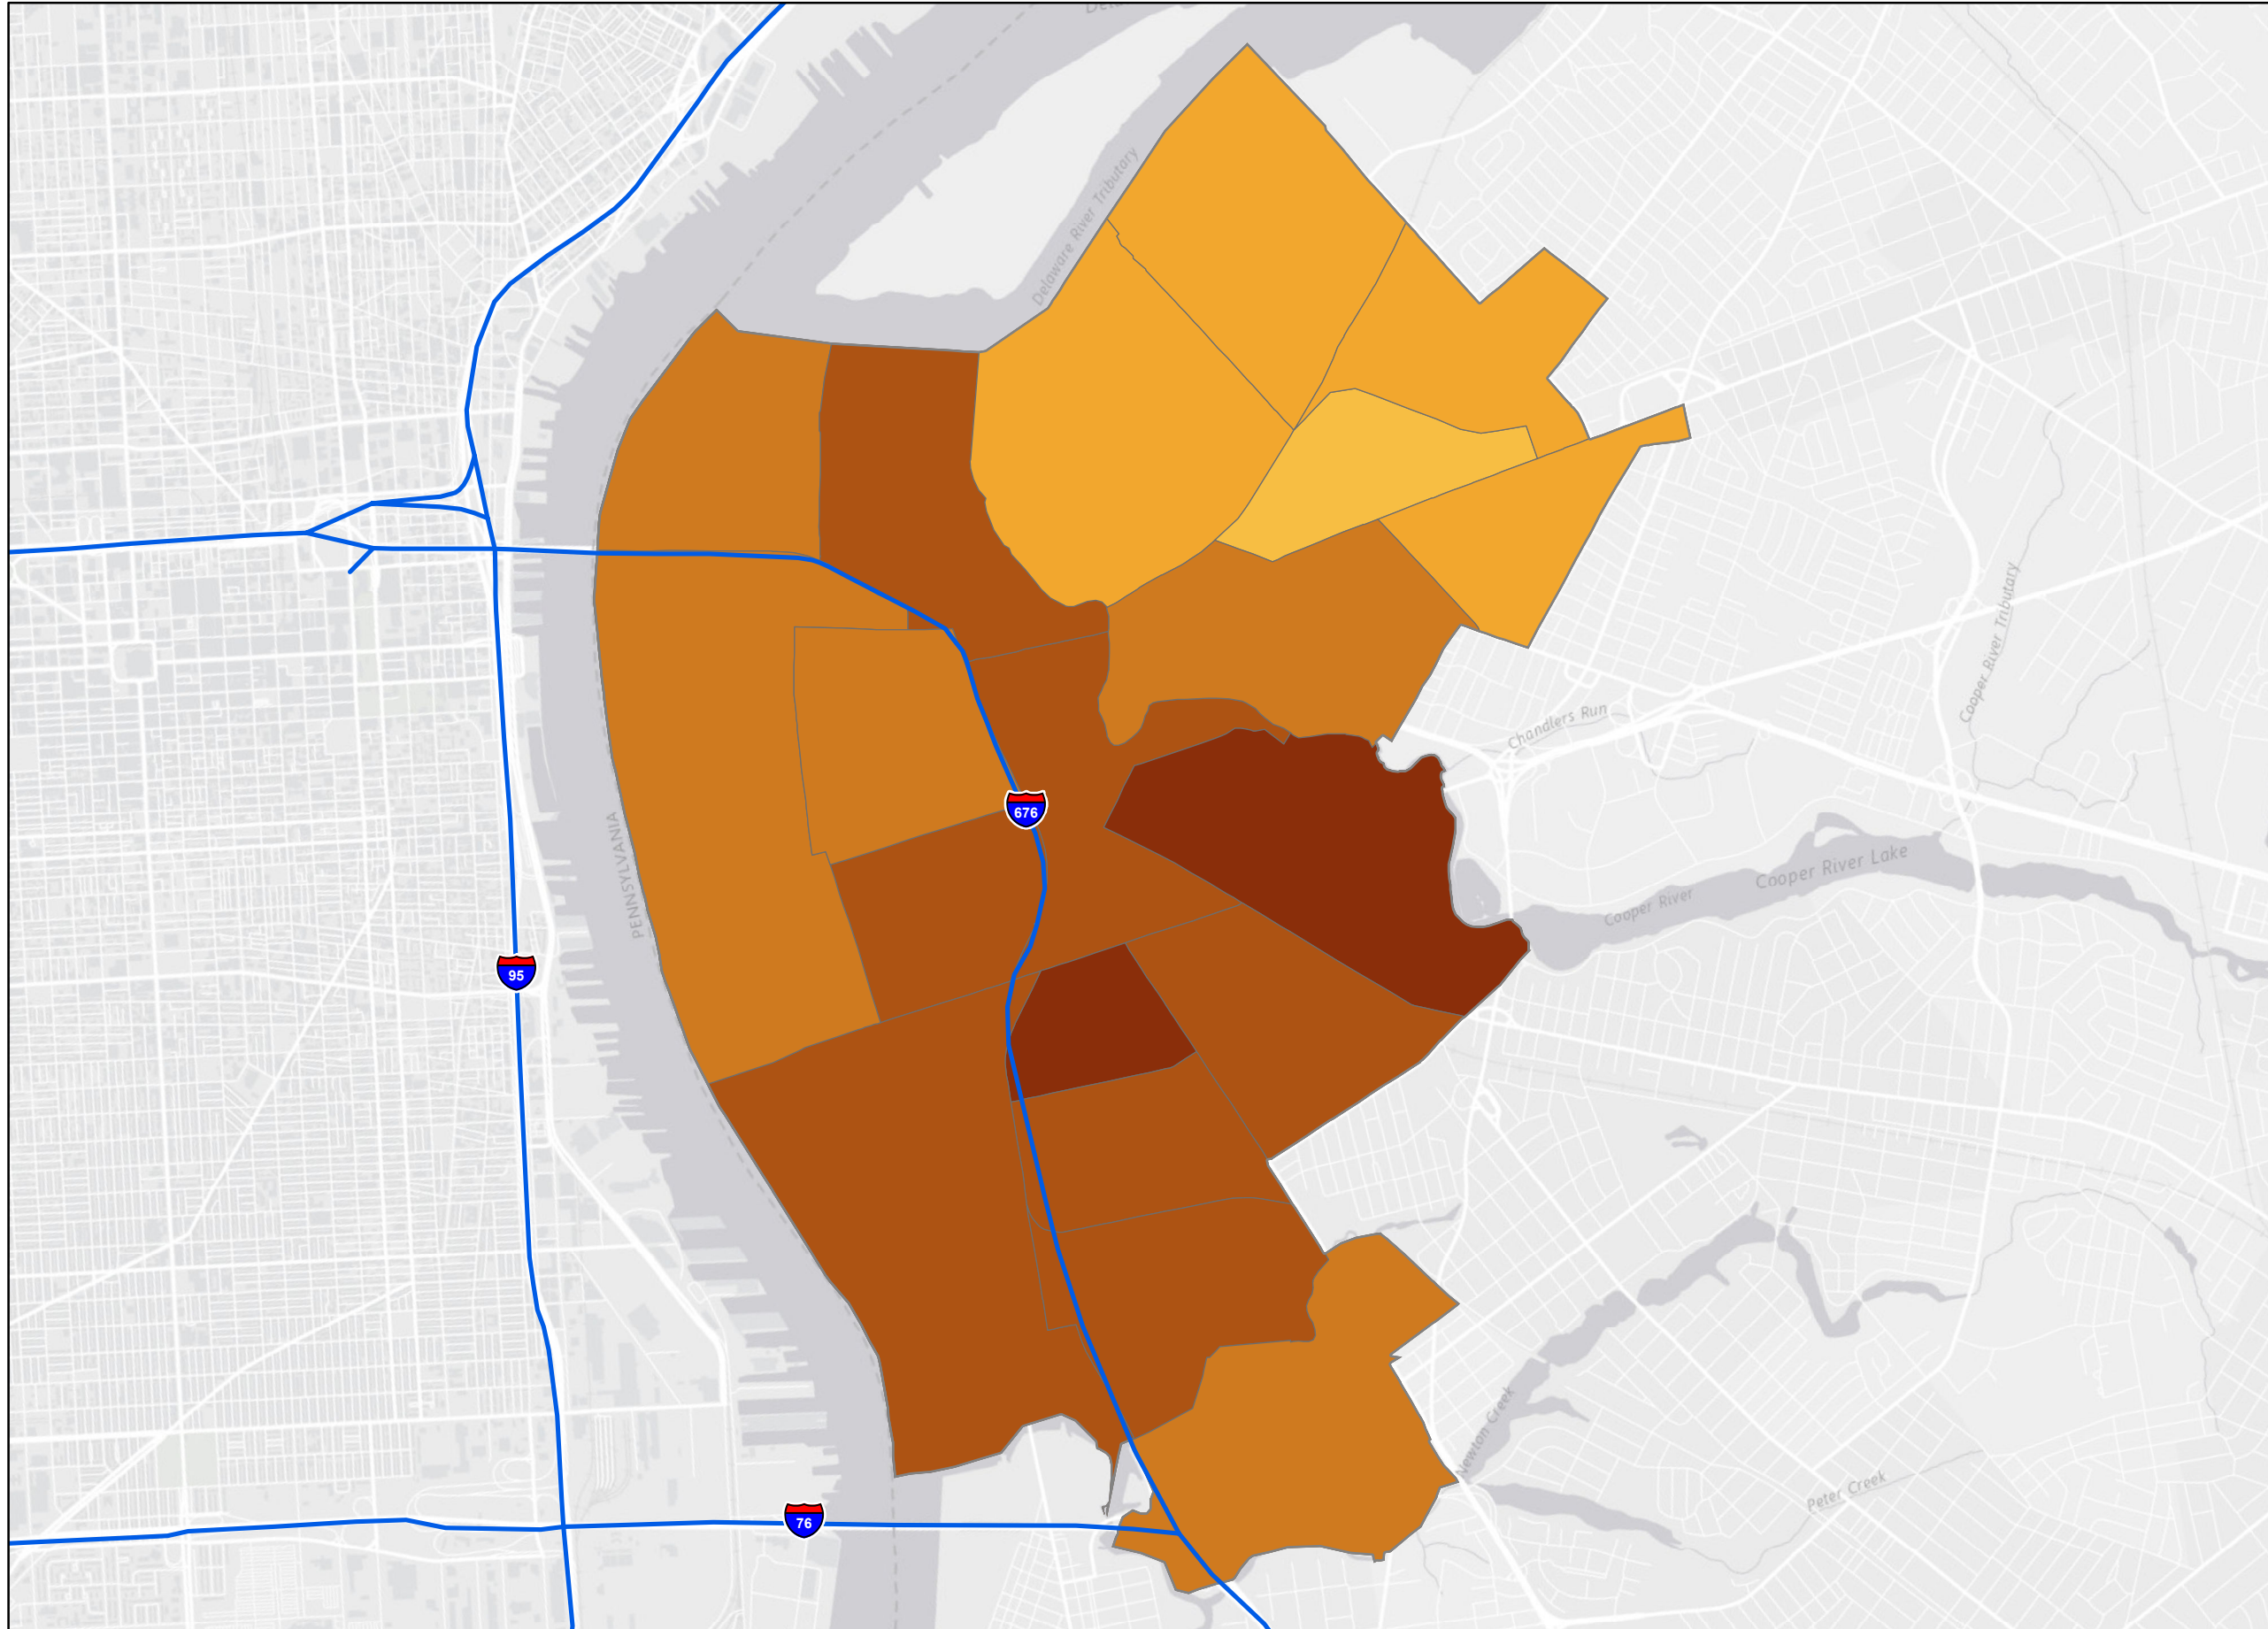 Delaware River Tributary
676
PENNSYLVANIA
95
76
Chandlers Run
Cooper River Tributary
Cooper River Lake
Cooper River
Newton Creek
Peter Creek